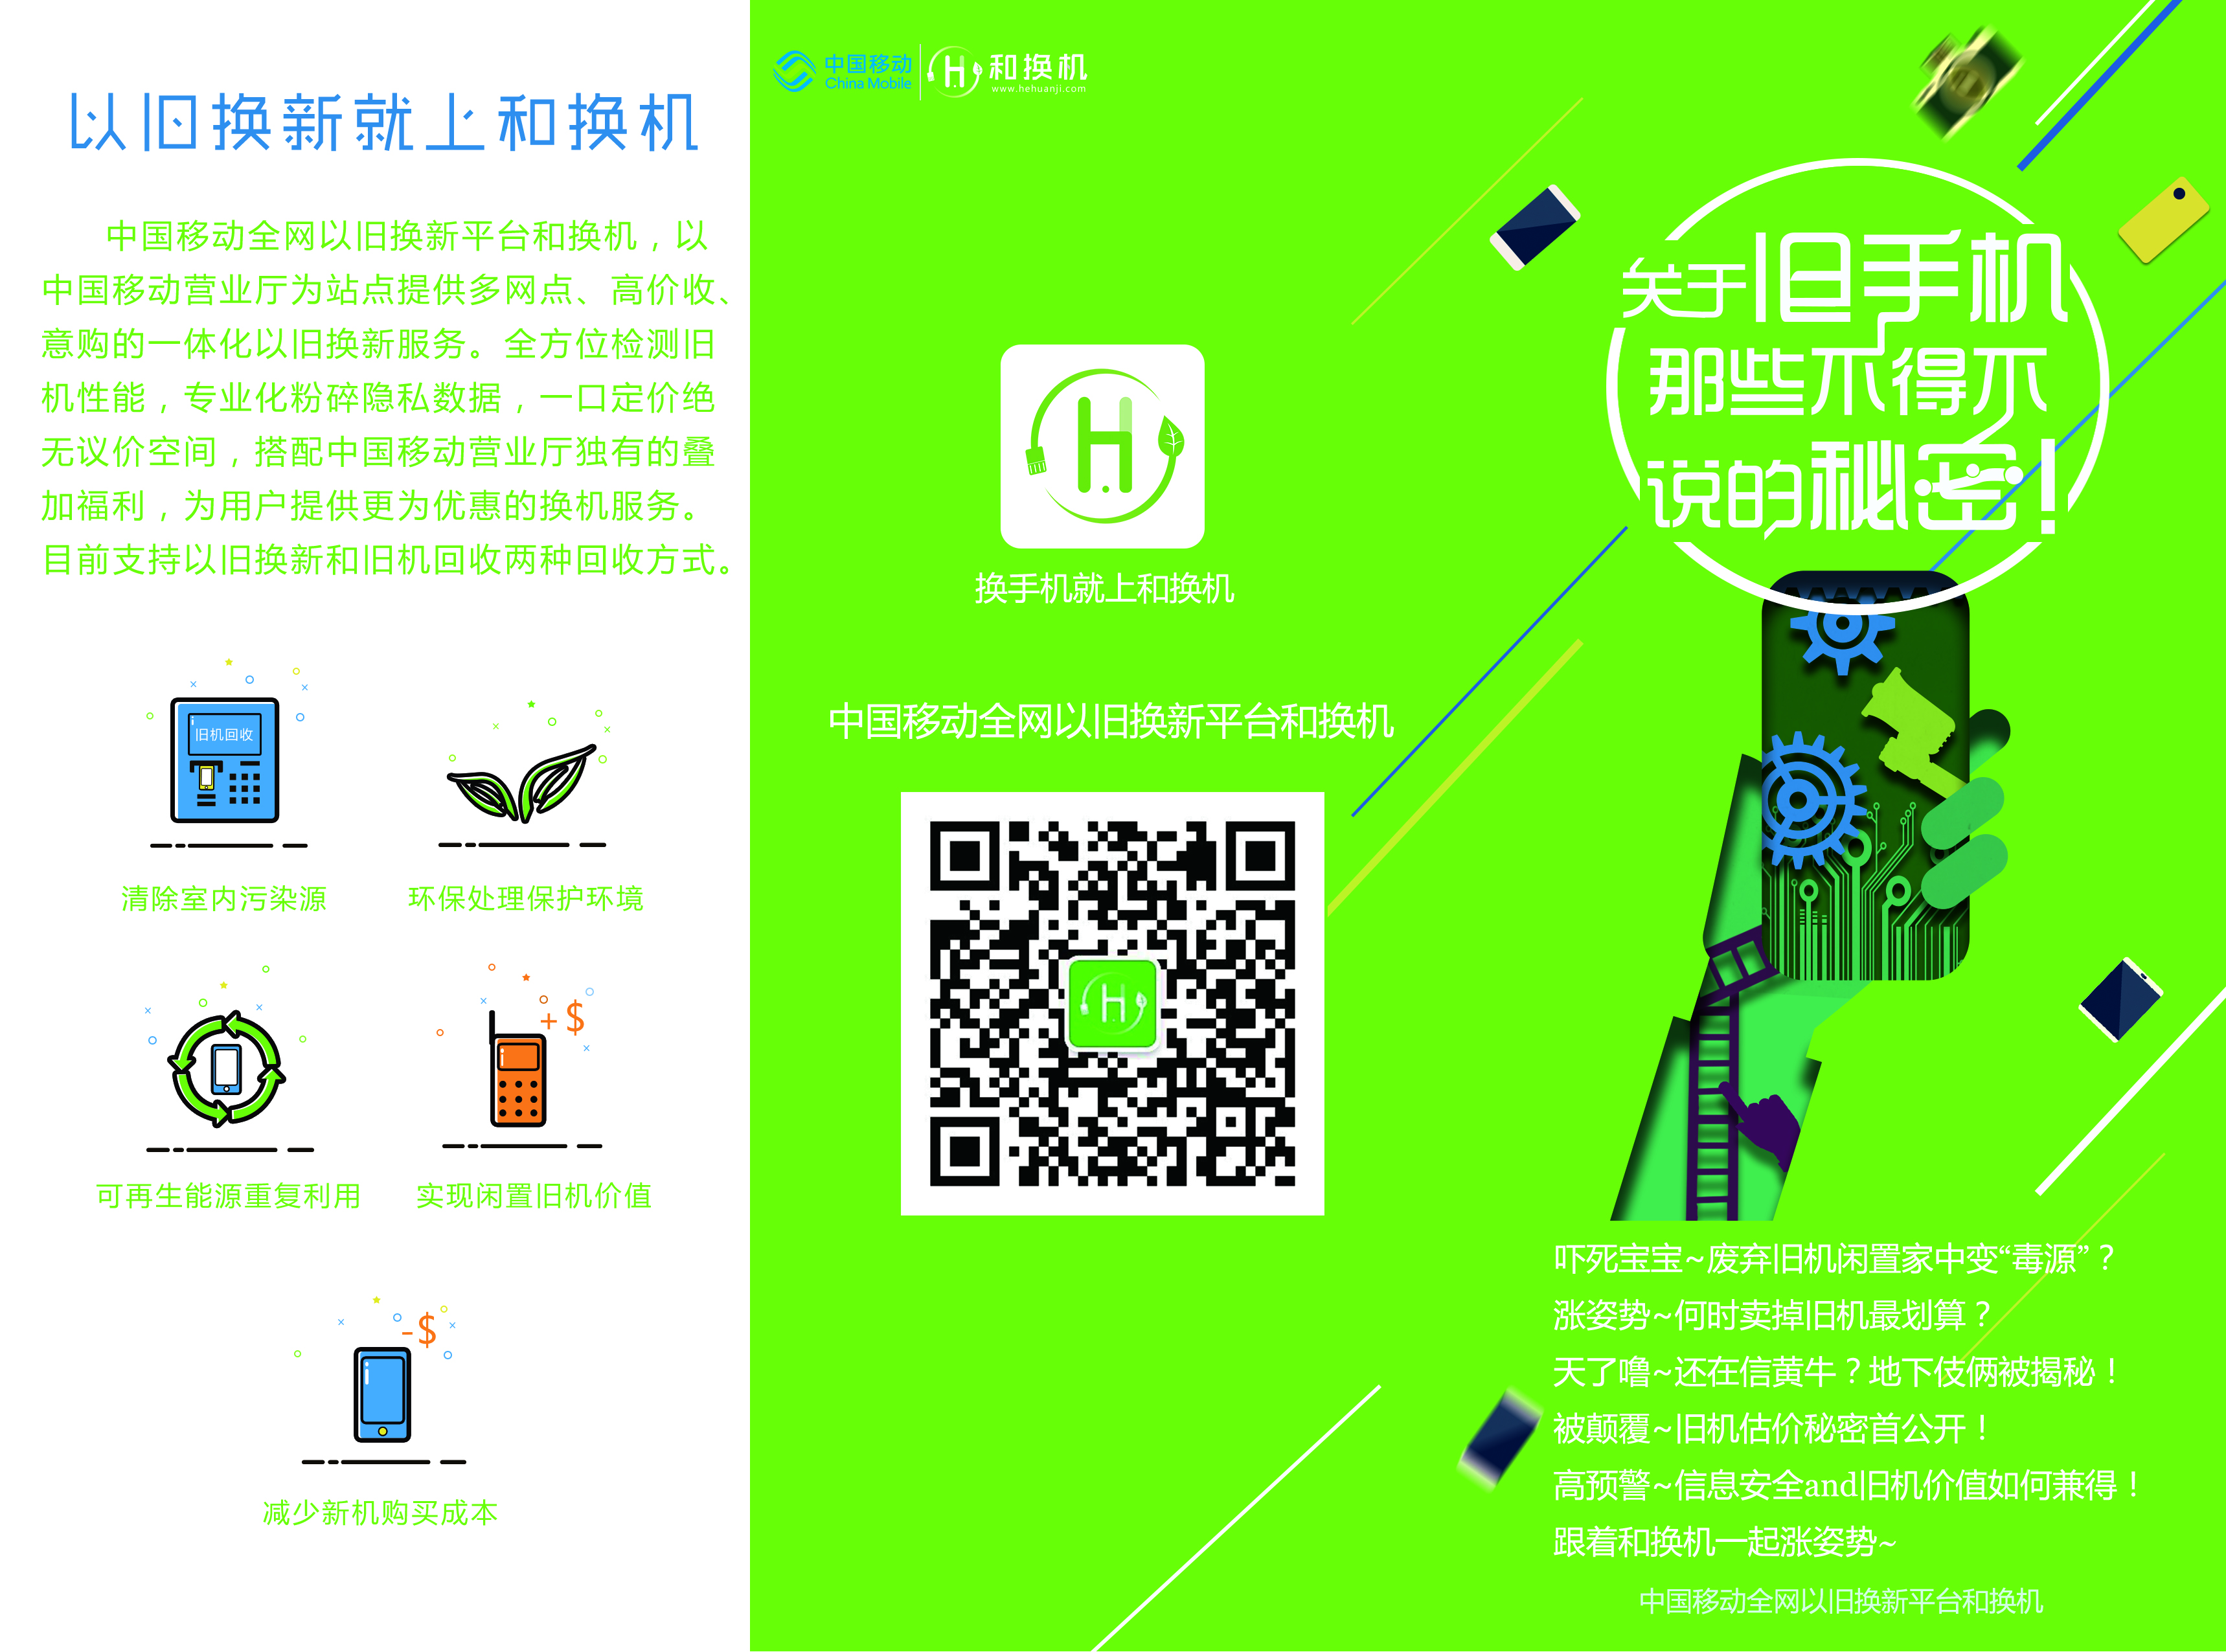 以旧换新就上和换机
中国移动全网以旧换新平台和换机，以
中国移动营业厅为站点提供多网点、高价收、
意购的一体化以旧换新服务。全方位检测旧
机性能，专业化粉碎隐私数据，一口定价绝
无议价空间，搭配中国移动营业厅独有的叠
加福利，为用户提供更为优惠的换机服务。
目前支持以旧换新和旧机回收两种回收方式。
旧机回收
清除室内污染源
环保处理保护环境
+$
可再生能源重复利用
实现闲置旧机价值
-$
减少新机购买成本
中国移动
China Mobile
和换机
www.hehuanji.com
H
换手机就上和换机
中国移动全网以旧换新平台和换机
H
关于旧手机
那些不得不
说的秘密！
吓死宝宝~废弃旧机闲置家中变“毒源”？
涨姿势~何时卖掉旧机最划算？
天了噜~还在信黄牛？地下伎俩被揭秘！
被颠覆~旧机估价秘密首公开！
高预警~信息安全and旧机价值如何兼得！
跟着和换机一起涨姿势~
中国移动全网以旧换新平台和换机